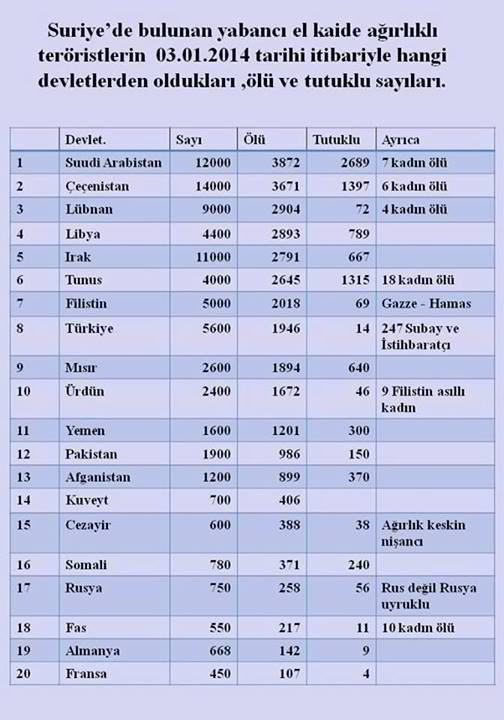 Suriye’de bulunan yabancı el kaide ağırlıklı
teröristlerin 03.01.2014 tarihi itibariyle hangi
devletlerden oldukları ,ölü ve tutuklu sayıları.
Devlet. Sayı Ölü Tutuklu Ayrıca
1 Suudi Arabistan 12000 3872 2689 7 kadın ölü
2 Çeçenistan 14000 3671 1397 6 kadın ölü
3 Lübnan 9000 2904 72 4 kadın ölü
4 Libya 4400 2893 789
5 Irak 11000 2791 667
6 Tunus 4000 2645 1315 18 kadın ölü
7 Filistin 5000 2018 69 Gazze - Hamas
8 Türkiye 5600 1946 14 247 Subay ve
İstihbaratçı
9 Mısır 2600 1894 640
10 Ürdün 2400 1672 46 9 Filistin asıllı
kadın
11 Yemen 1600 1201 300
12 Pakistan 1900 986 150
13 Afganistan 1200 899 370
14 Kuveyt 700 406
15 Cezayir 600 388 38 Ağırlık keskin
nişancı
16 Somali 780 371 240
17 Rusya 750 258 56 Rus değil Rusya
uyruklu
18 Fas 550 217 11 10 kadın ölü
19 Almanya 668 142 9
20 Fransa 450 107 4